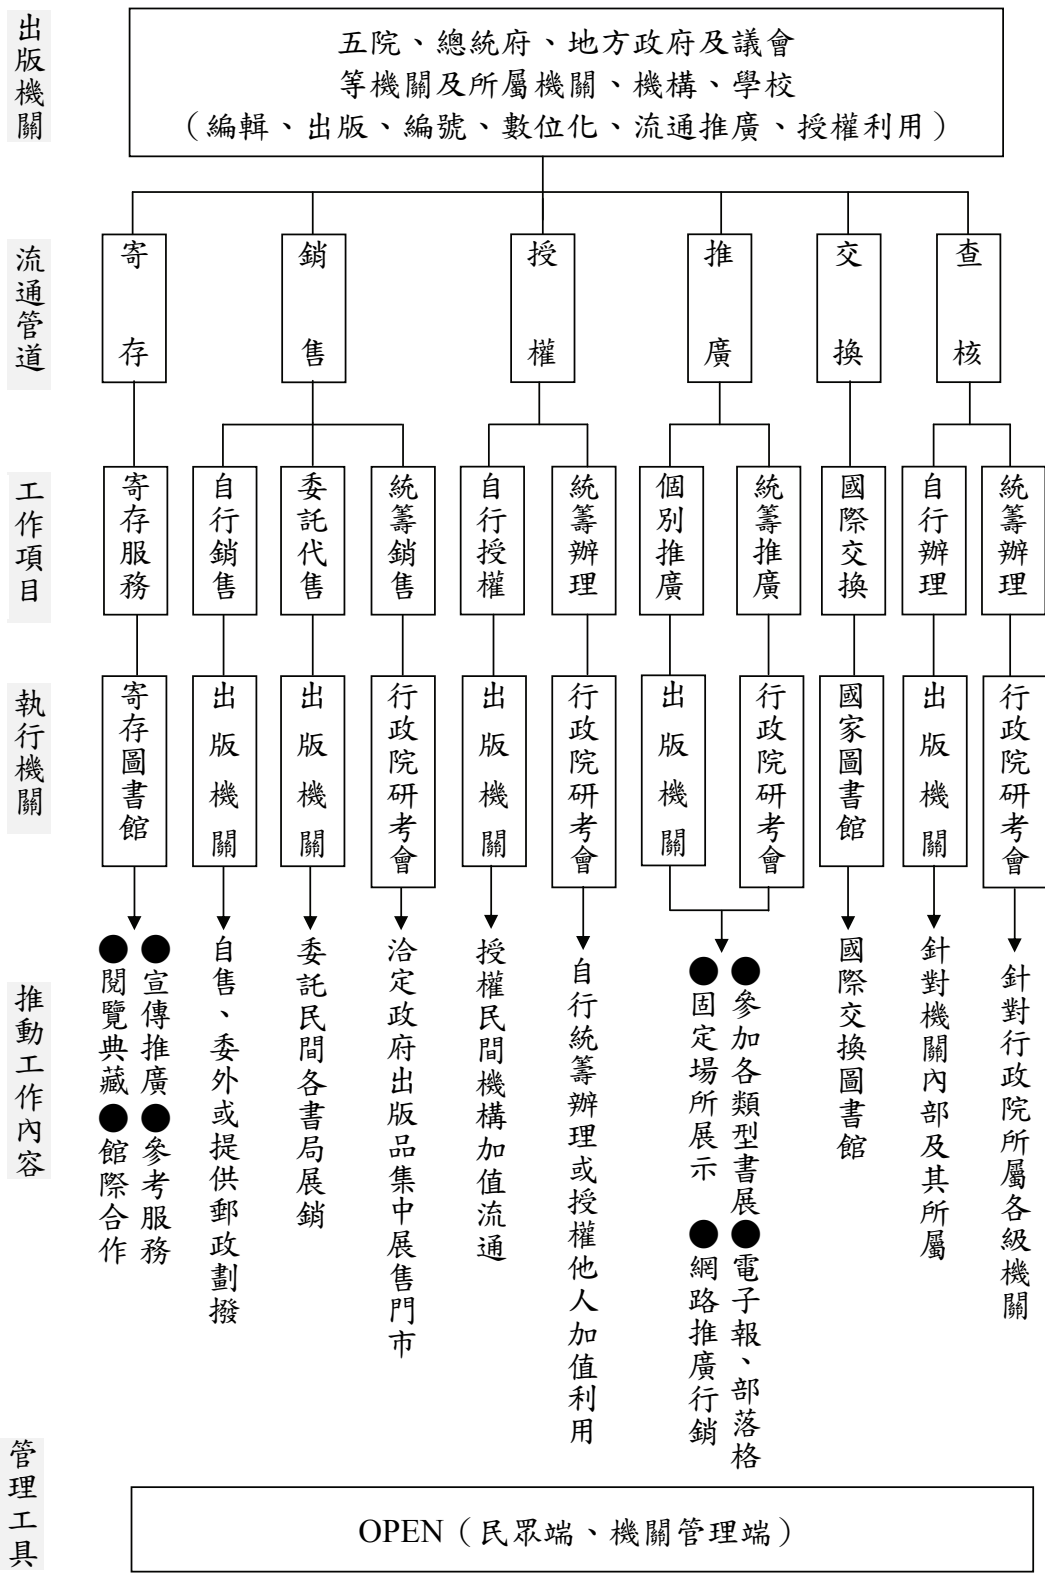 出版機關
五院、總統府、地方政府及議會
等機關及所屬機關、機構、學校
（編輯、出版、編號、數位化、流通推廣、授權利用）
流通管道
寄存
銷售
授權
推廣
交換
查核
工作項目
寄存服務
自行銷售
委託代售
統籌銷售
自行授權
統籌辦理
個別推廣
統籌推廣
國際交換
自行辦理
統籌辦理
執行機關
寄存圖書館
出版機關
出版機關
行政院研考會
出版機關
行政院研考會
出版機關
行政院研考會
國家圖書館
出版機關
行政院研考會
推動工作內容
●宣傳推廣●參考服務
●閱覽典藏●館際合作
自售、委外或提供郵政劃撥
委託民間各書局展銷
洽定政府出版品集中展售門市
授權民間機構加值流通
自行統籌辦理或授權他人加值利用
●參加各類型書展●電子報、部落格
●固定場所展示●網路推廣行銷
國際交換圖書館
針對機關內部及其所屬
針對行政院所屬各級機關
管理工具
OPEN（民眾端、機關管理端）